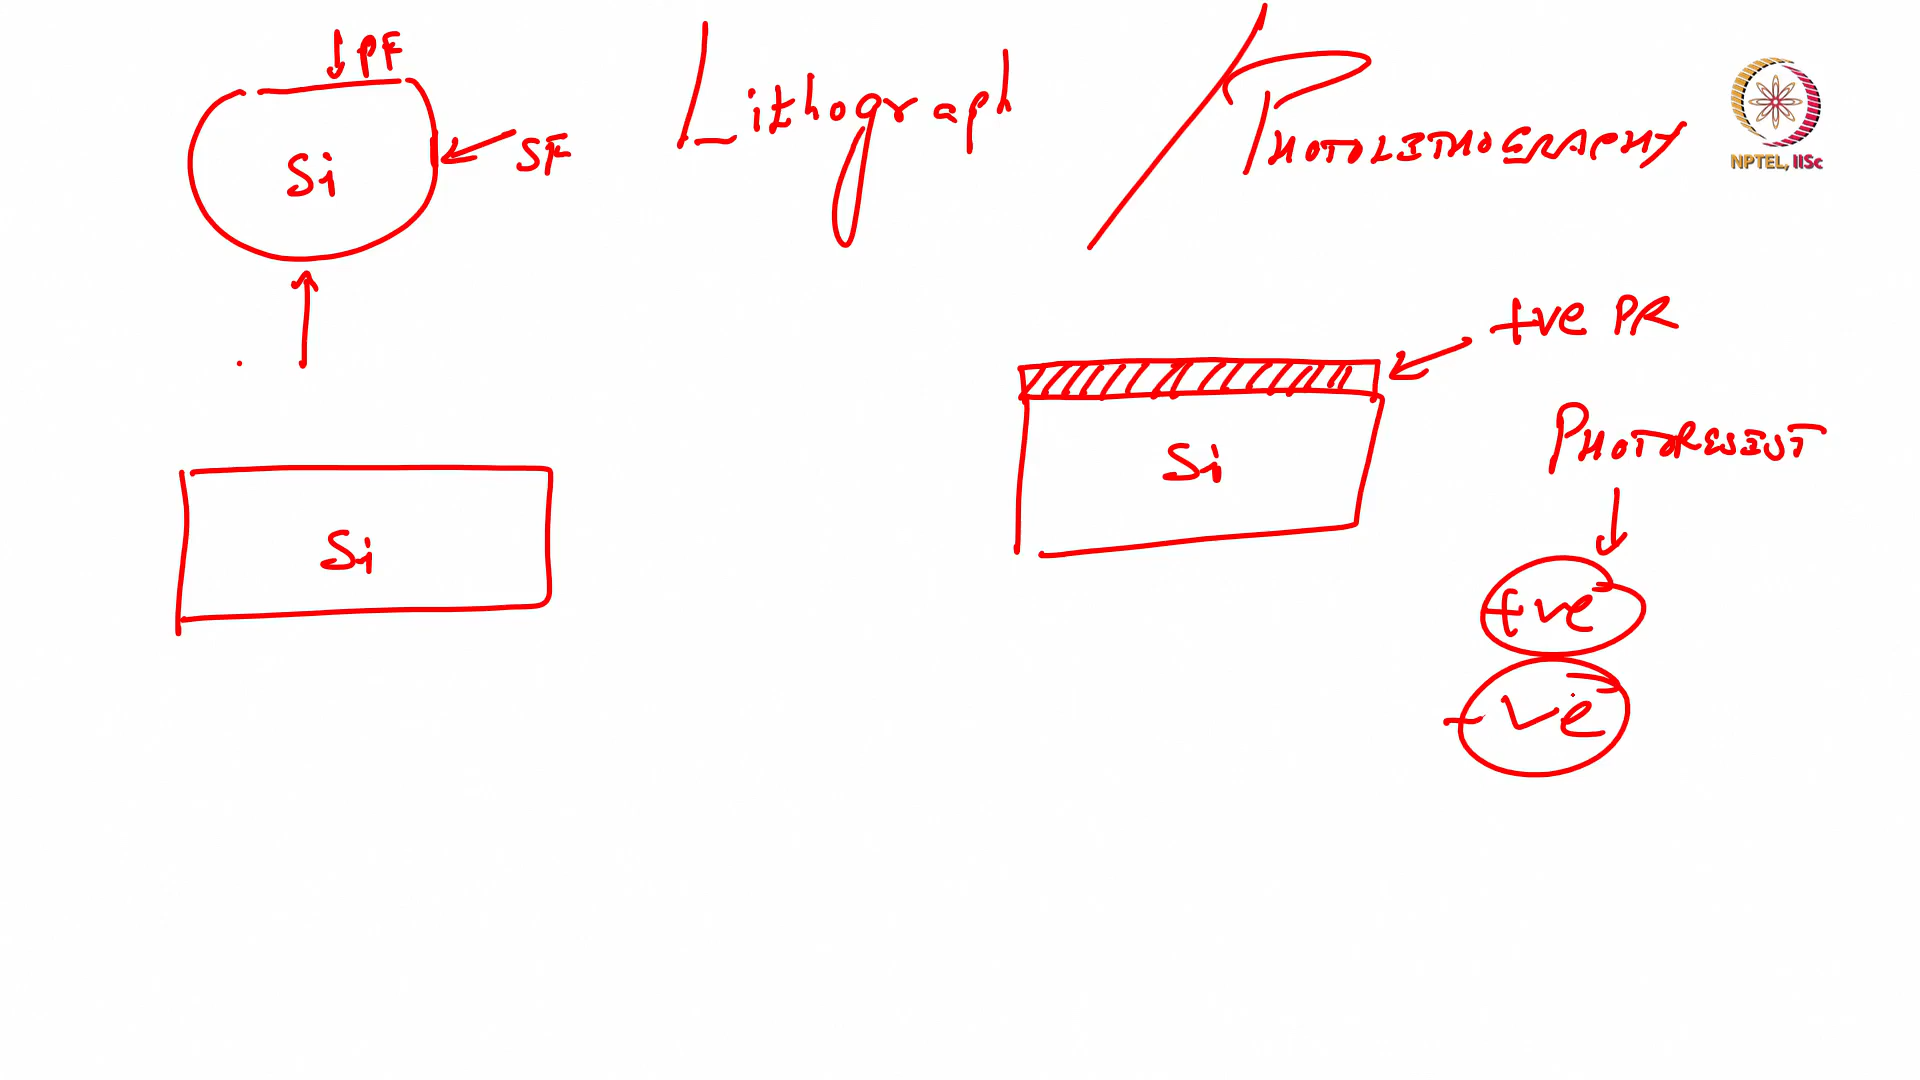 PF
Si
SF
Lithograph
PHOTOLITHOGRAPHY
NPTEL, IISc
+ve PR
Si
PHOTORESIST
Si
+ve
-ve